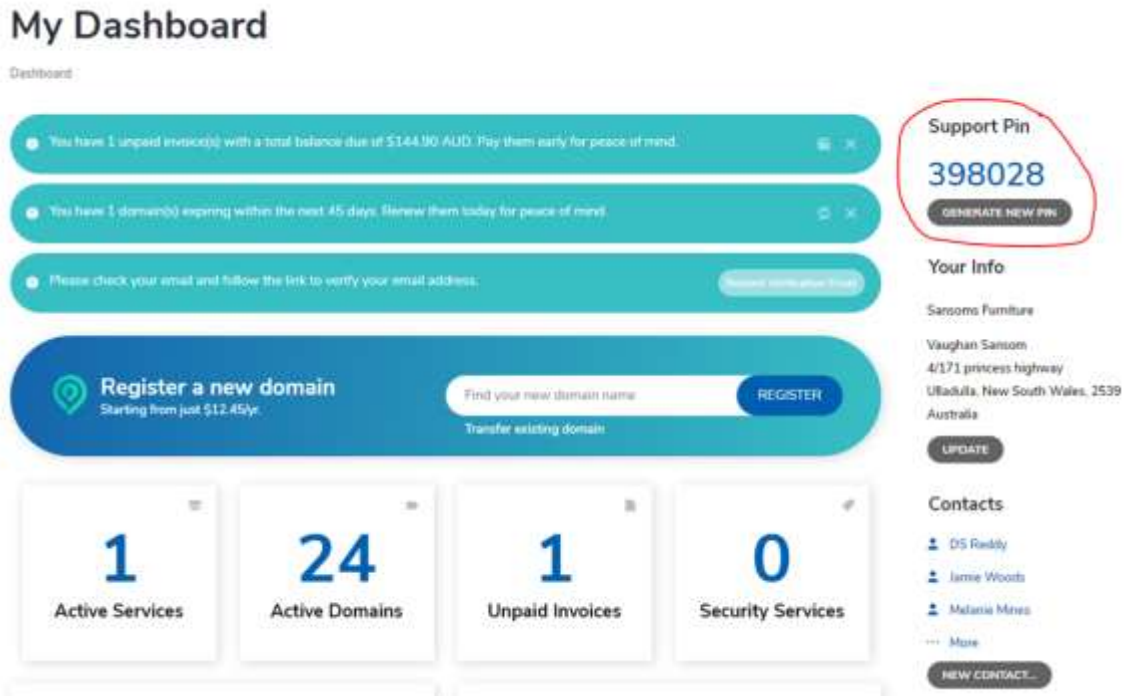 My Dashboard
Dashboard
You have 1 unpaid invoice(s) with a total balance due of $144.90 AUD. Pay them early for peace of mind.
You have 1 domain(s) expiring within the next 45 days. Renew them today for peace of mind.
Please check your email and follow the link to verify your email address.
Register a new domain
Starting from just $12.45/yr.
Find your new domain name
REGISTER
Transfer existing domain
1
Active Services
24
Active Domains
1
Unpaid Invoices
0
Security Services
Support Pin
398028
GENERATE NEW PIN
Your Info
Sansoms Furniture
Vaughan Sansom
4/171 princess highway
Ulladulla, New South Wales, 2539
Australia
UPDATE
Contacts
DS Reddy
Jamie Woods
Melanie Mines
More
NEW CONTACT...